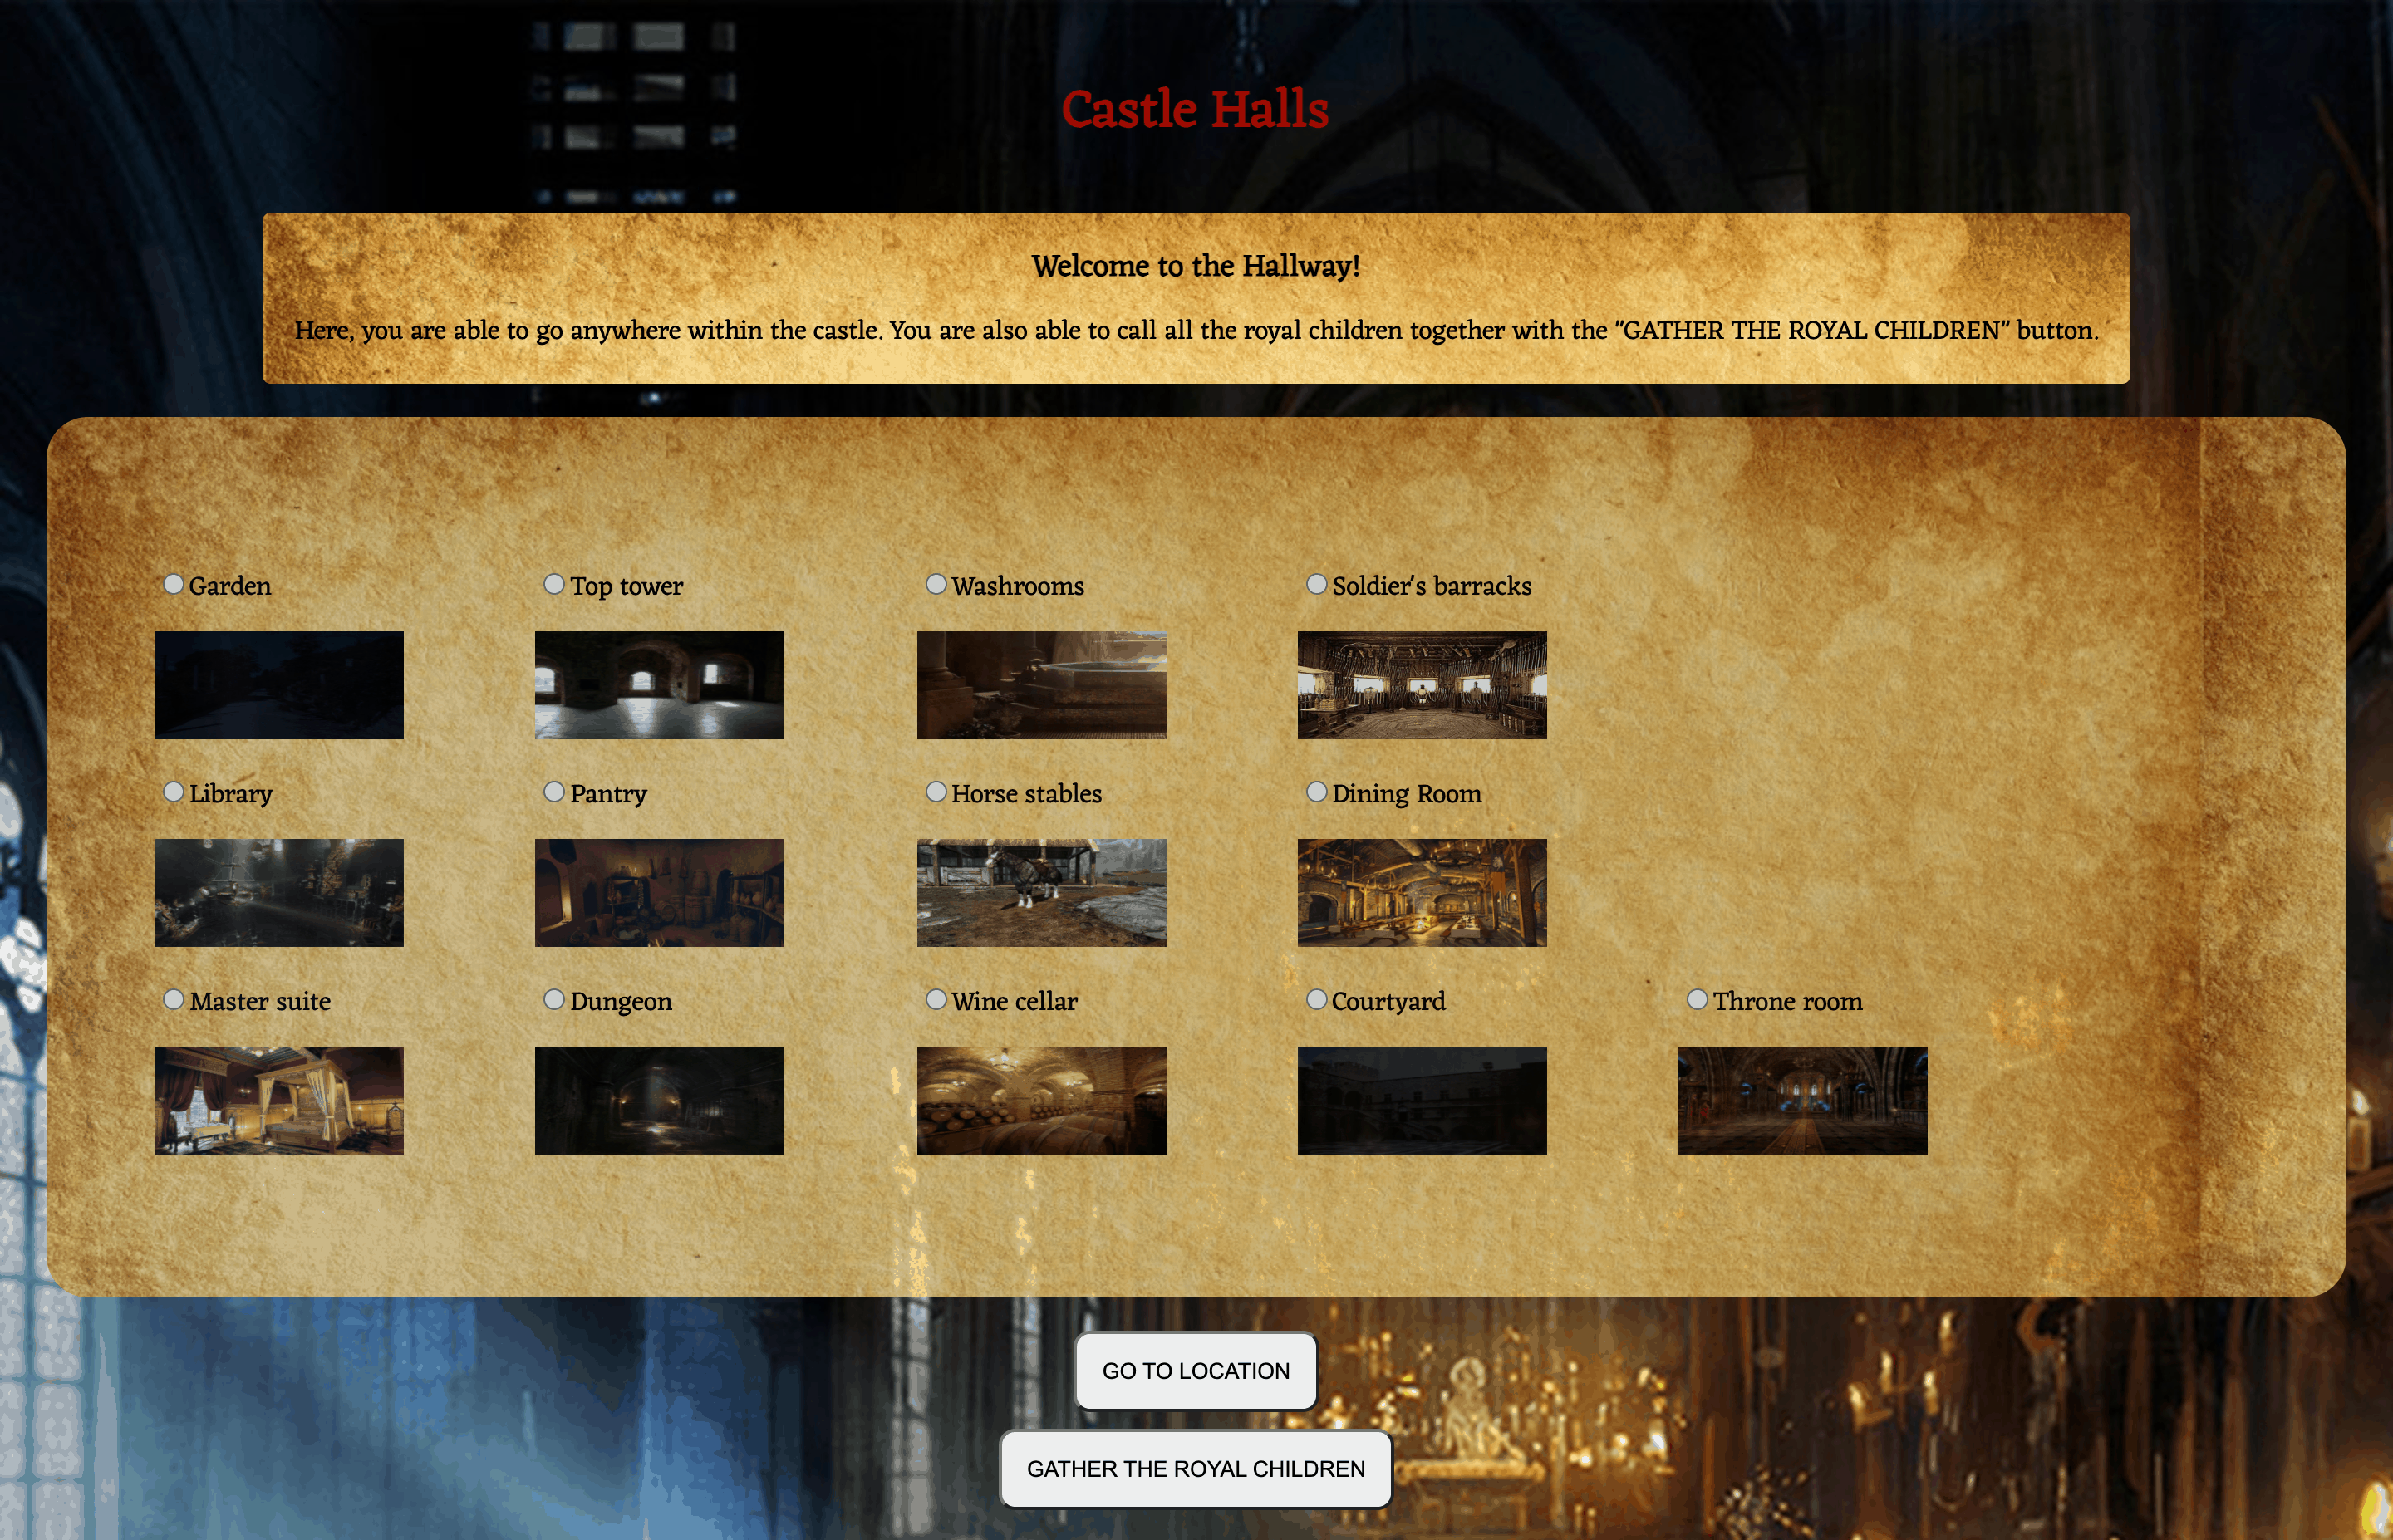 Castle Halls
Welcome to the Hallway!
Here, you are able to go anywhere within the castle. You are also able to call all the royal children together with the "GATHER THE ROYAL CHILDREN" button.
Garden
Top tower
Washrooms
Soldier's barracks
Library
Pantry
Horse stables
Dining Room
Master suite
Dungeon
Wine cellar
Courtyard
Throne room
GO TO LOCATION
GATHER THE ROYAL CHILDREN